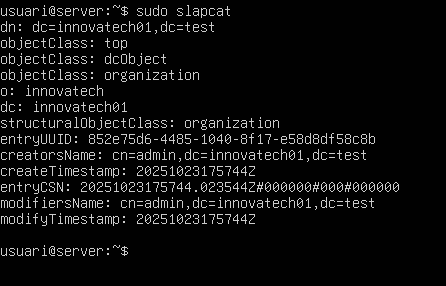 usuari@server:~$ sudo slapcat
dn: dc=innovatech01,dc=test
objectClass: top
objectClass: dcObject
objectClass: organization
o: innovatech
dc: innovatech01
structuralObjectClass: organization
entryUUID: 852e75d6-4485-1040-8f17-e58d8df58c8b
creatorsName: cn=admin,dc=innovatech01,dc=test
createTimestamp: 20251023175744Z
entryCSN: 20251023175744.023544Z#000000#000#000000
modifiersName: cn=admin,dc=innovatech01,dc=test
modifyTimestamp: 20251023175744Z
usuari@server:~$